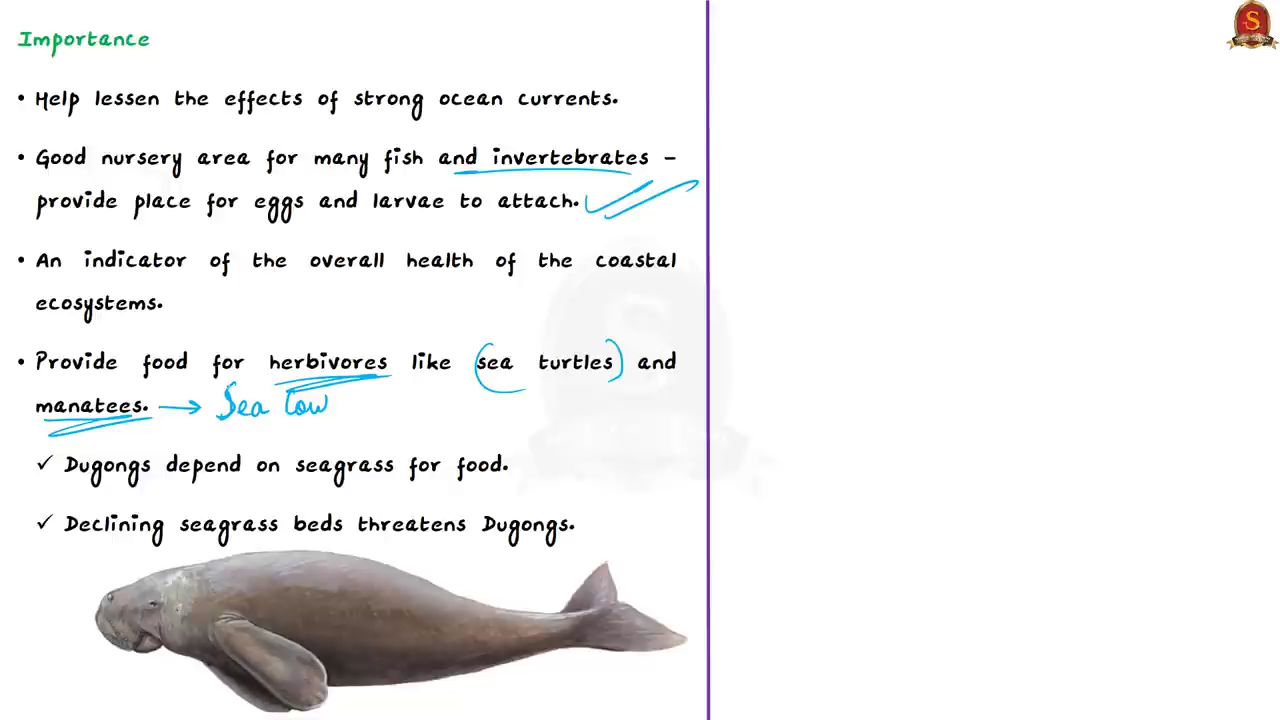 Importance
• Help lessen the effects of strong ocean currents.
• Good nursery area for many fish and invertebrates –
provide place for eggs and larvae to attach.
• An indicator of the overall health of the coastal
ecosystems.
• Provide food for herbivores like sea turtles and
manatees. → Sea Cow
✓ Dugongs depend on seagrass for food.
✓ Declining seagrass beds threatens Dugongs.
S